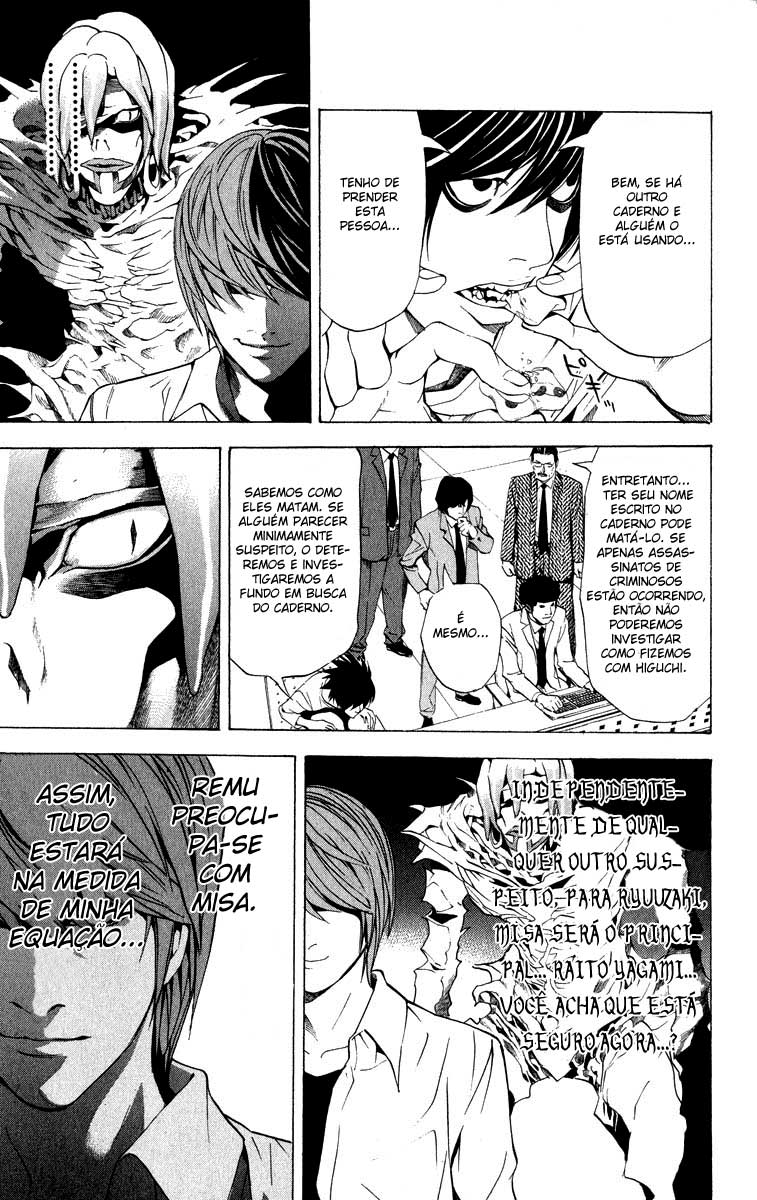 BEM, SE HÁ
OUTRO
CADERNO E
ALGUÉM O
ESTÁ USANDO...
TENHO DE
PRENDER
ESTA
PESSOA...
ENTRETANTO...
TER SEU NOME
ESCRITO NO
CADERNO PODE
MATÁ-LO. SE
APENAS ASSAS-
SINATOS DE
CRIMINOSOS
ESTÃO OCORRENDO,
ENTÃO NÃO
PODEREMOS
INVESTIGAR
COMO FIZEMOS
COM HIGUCHI.
É
MESMO...
SABEMOS COMO
ELES MATAM. SE
ALGUÉM PARECER
MINIMAMENTE
SUSPEITO, O DETE-
REMOS E INVES-
TIGAREMOS A
FUNDO EM BUSCA
DO CADERNO.
INDEPENDENTE-
MENTE DE QUAL-
QUER OUTRO SUS-
PEITO, PARA RYUUZAKI,
MISA SERÁ O PRINCI-
PAL... RAITO YAGAMI...
VOCÊ ACHA QUE ESTÁ
SEGURO AGORA...?
REMU
PREOCU-
PA-SE
COM
MISA.
ASSIM,
TUDO
ESTARÁ
NA MEDIDA
DE MINHA
EQUAÇÃO...